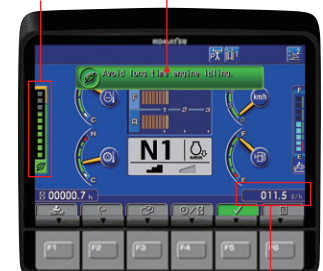 KOMATSU
Avoid long time engine idling.
F
1 2 3
R
km/h
F
E
C
H
C
N1
00000.7 h
011.5 ℓ/h
F1 F2 F3 F4 F5 F6